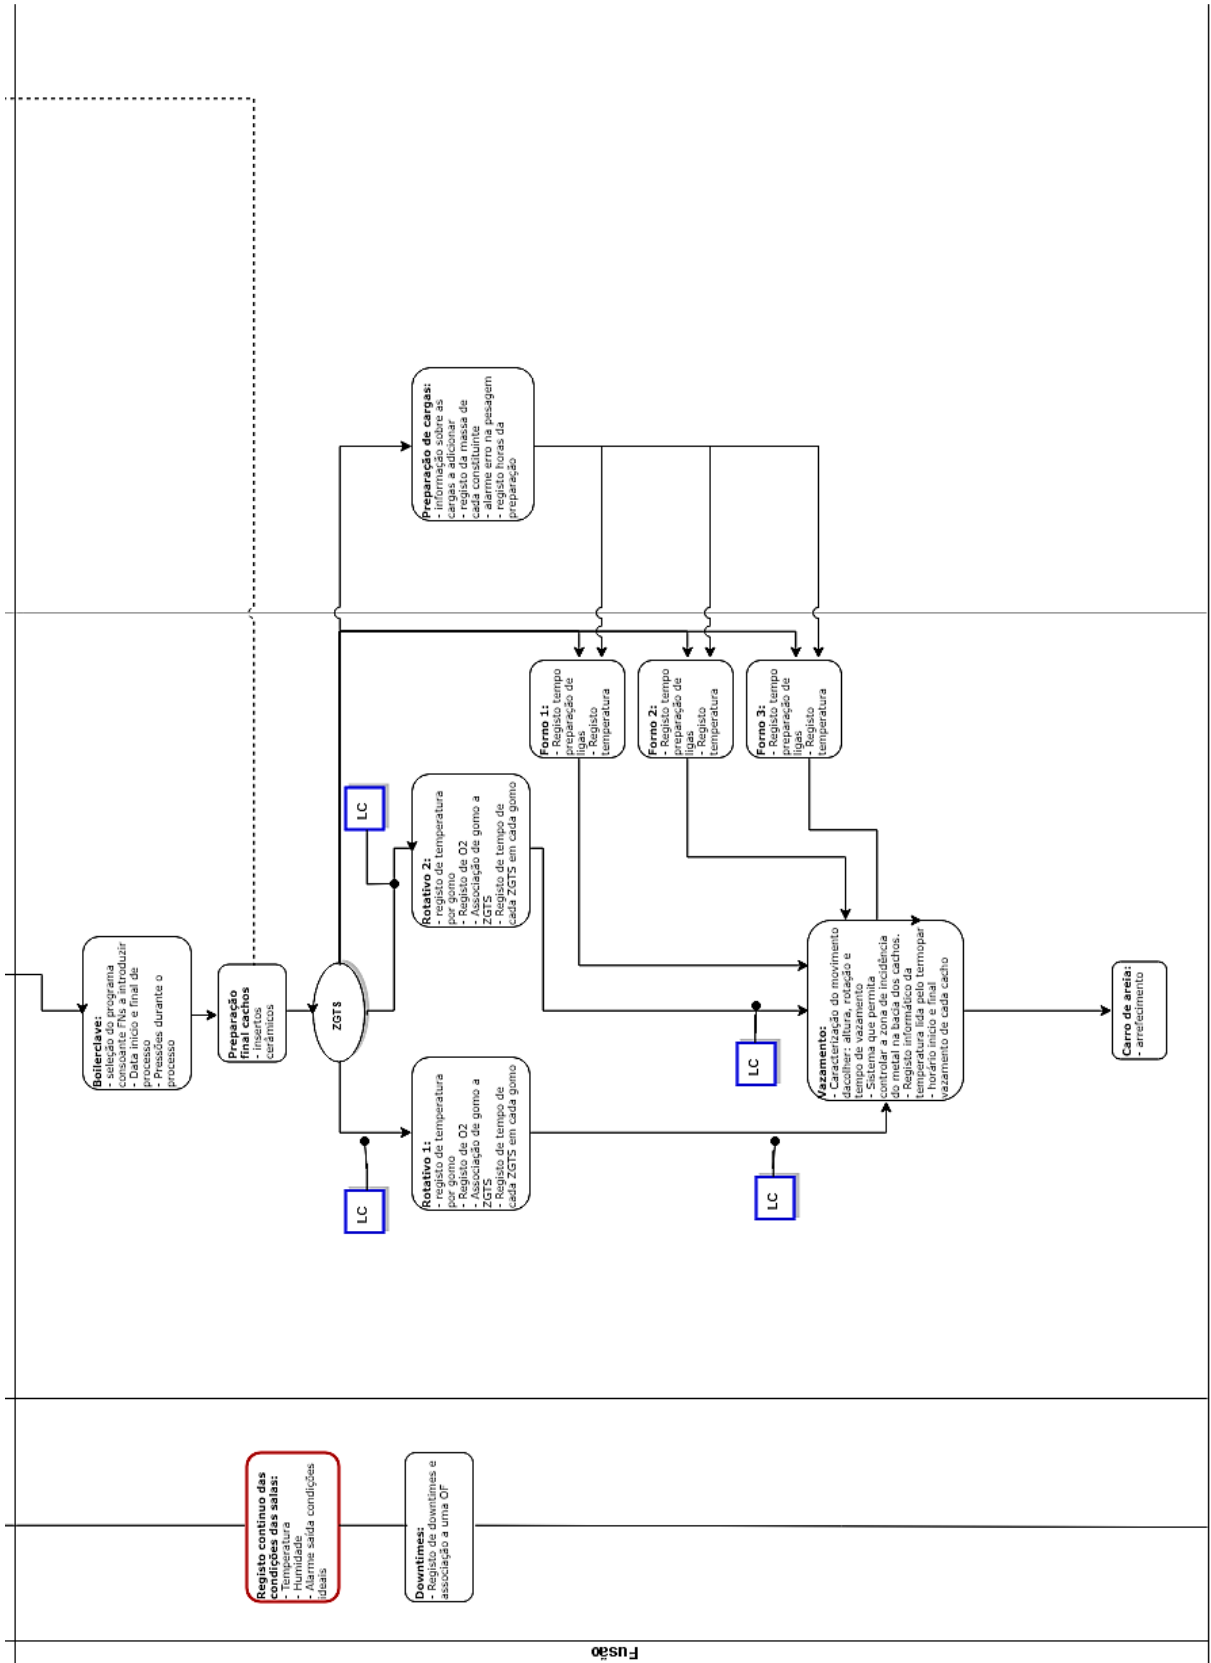 Boilerclave:
- seleção do programa
consoante FNs a introduzir
- Data inicio e final de
processo
- Pressões durante o
processo
Preparação
final cachos
- insertos
cerámicos
ZGTS
Preparação de cargas:
- informação sobre as
cargas a adicionar
- registo da massa de
cada constituinte
- alarme erro na pesagem
- registo horas da
preparação
LC
LC
Rotativo 1:
- registo de temperatura
por gomo
- Registo de O2
- Associação de gomo a
ZGTS
- Registo de tempo de
cada ZGTS em cada gomo
Rotativo 2:
- registo de temperatura
por gomo
- Registo de O2
- Associação de gomo a
ZGTS
- Registo de tempo de
cada ZGTS em cada gomo
Forno 1:
- Registo tempo
preparação de
ligas
- Registo
temperatura
Forno 2:
- Registo tempo
preparação de
ligas
- Registo
temperatura
Forno 3:
- Registo tempo
preparação de
ligas
- Registo
temperatura
LC
LC
Vazamento:
- Caracterização do movimento
dacolher: altura, rotação e
tempo de vazamento
- Sistema que permita
controlar a zona de incidência
do metal na bacia dos cachos.
- Registo informático da
temperatura lida pelo termopar
- horário inicio e final
vazamento de cada cacho
Carro de areia:
- arrefecimento
Registo continuo das
condições das salas:
- Temperatura
- Humidade
- Alarme saída condições
ideais
Downtimes:
- Registo de downtimes e
associação a uma OF
Fusão